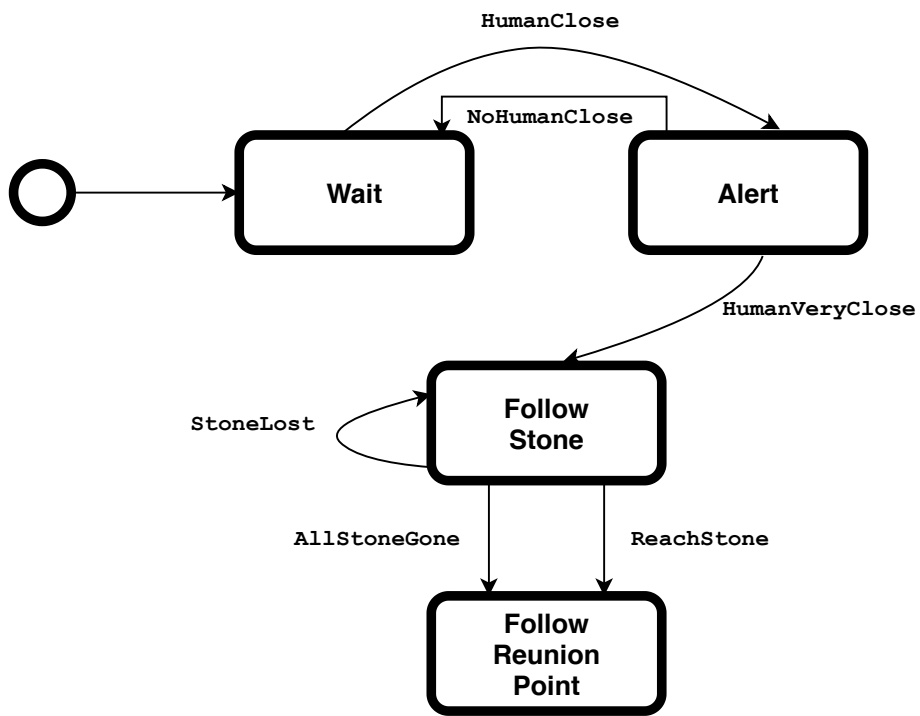 HumanClose
NoHumanClose
Wait
Alert
HumanVeryClose
Follow
Stone
StoneLost
AllStoneGone
ReachStone
Follow
Reunion
Point